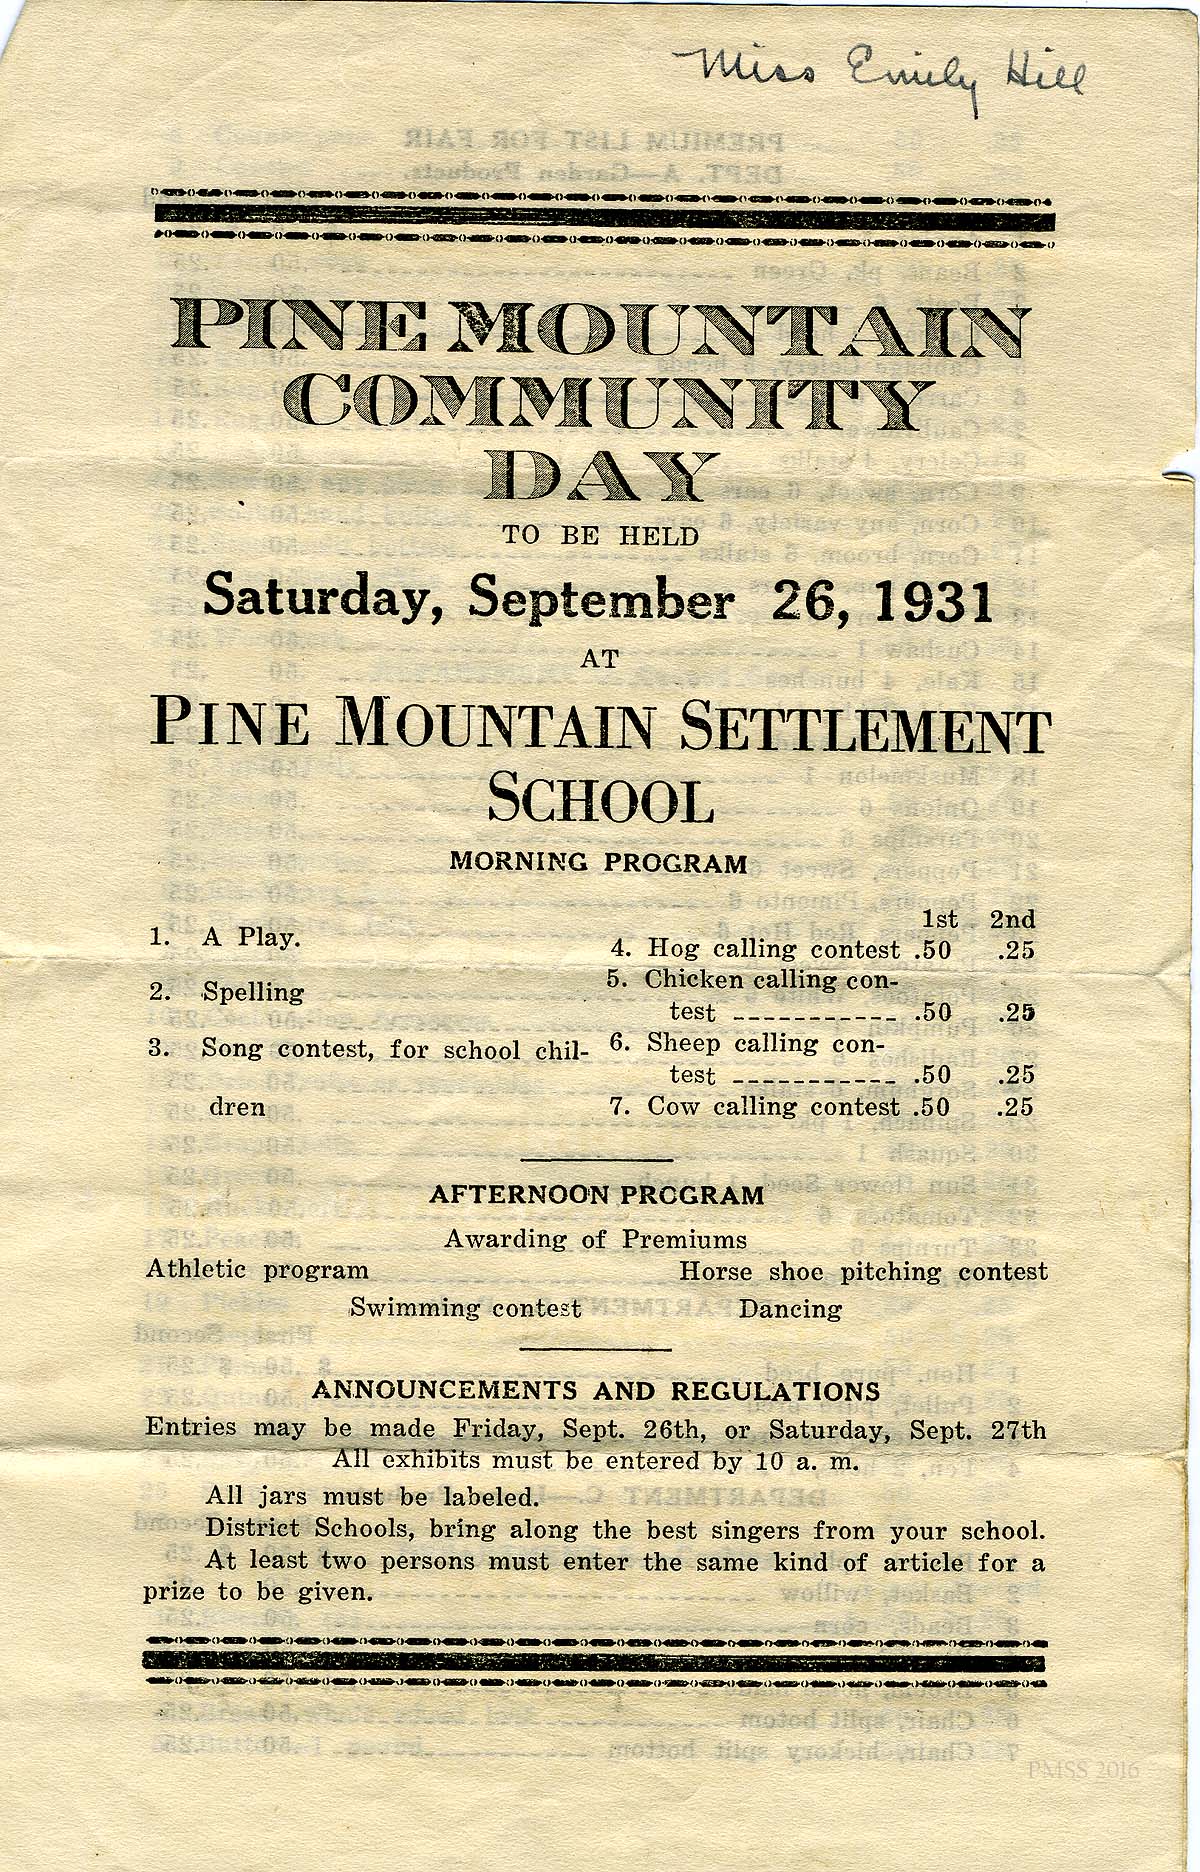 Miss Emily Hill
PINE MOUNTAIN
COMMUNITY
DAY
TO BE HELD
Saturday, September 26, 1931
AT
PINE MOUNTAIN SETTLEMENT
SCHOOL
MORNING PROGRAM
1. A Play.
2. Spelling
3. Song contest, for school chil-
dren
1st 2nd
4. Hog calling contest .50 .25
5. Chicken calling con-
test ----------- .50 .25
6. Sheep calling con-
test ----------- .50 .25
7. Cow calling contest .50 .25
AFTERNOON PROGRAM
Awarding of Premiums
Athletic program Horse shoe pitching contest
Swimming contest Dancing
ANNOUNCEMENTS AND REGULATIONS
Entries may be made Friday, Sept. 26th, or Saturday, Sept. 27th
All exhibits must be entered by 10 a. m.
All jars must be labeled.
District Schools, bring along the best singers from your school.
At least two persons must enter the same kind of article for a
prize to be given.
PMSS 2016